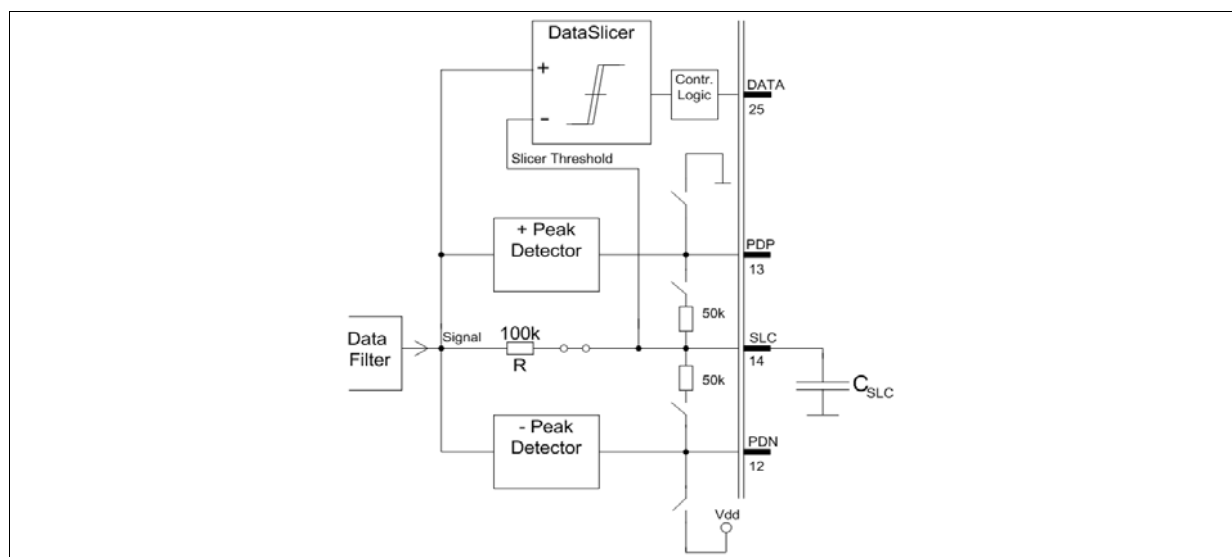 DataSlicer
+
-
Contr.
Logic
DATA
25
Slicer Threshold
+ Peak
Detector
PDP
13
50k
Data
Filter
Signal
100k
R
SLC
14
C_SLC
50k
- Peak
Detector
PDN
12
Vdd